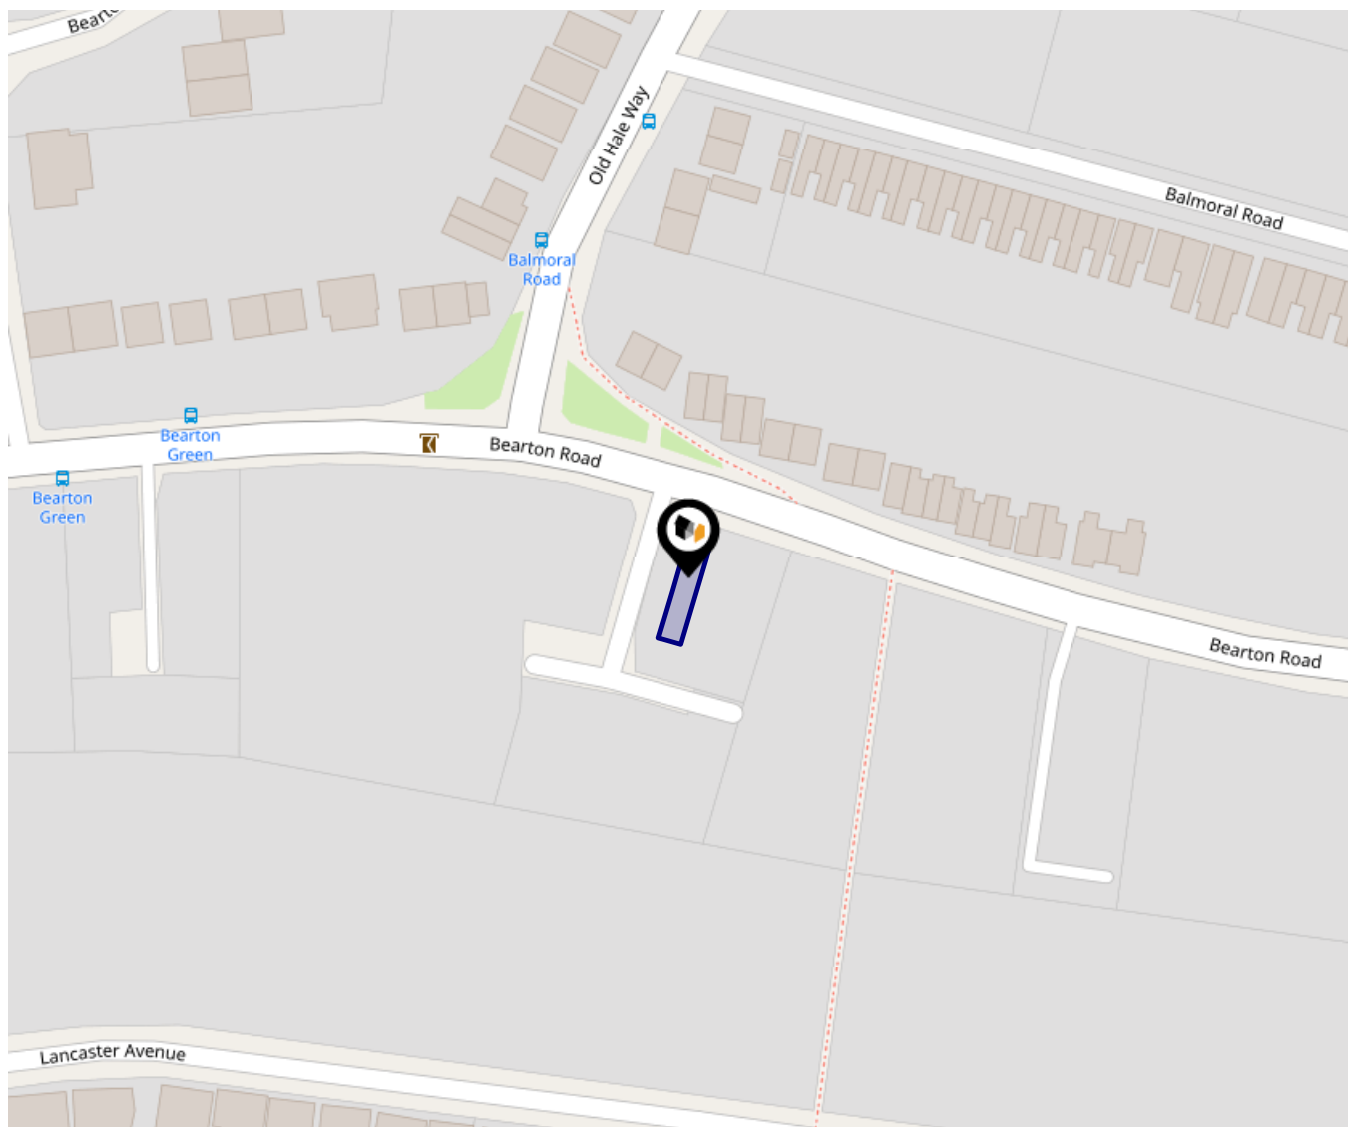 Old Hale Way
Balmoral Road
Balmoral
Road
Bearton
Green
Bearton Road
Bearton
Green
Bearton Road
Lancaster Avenue